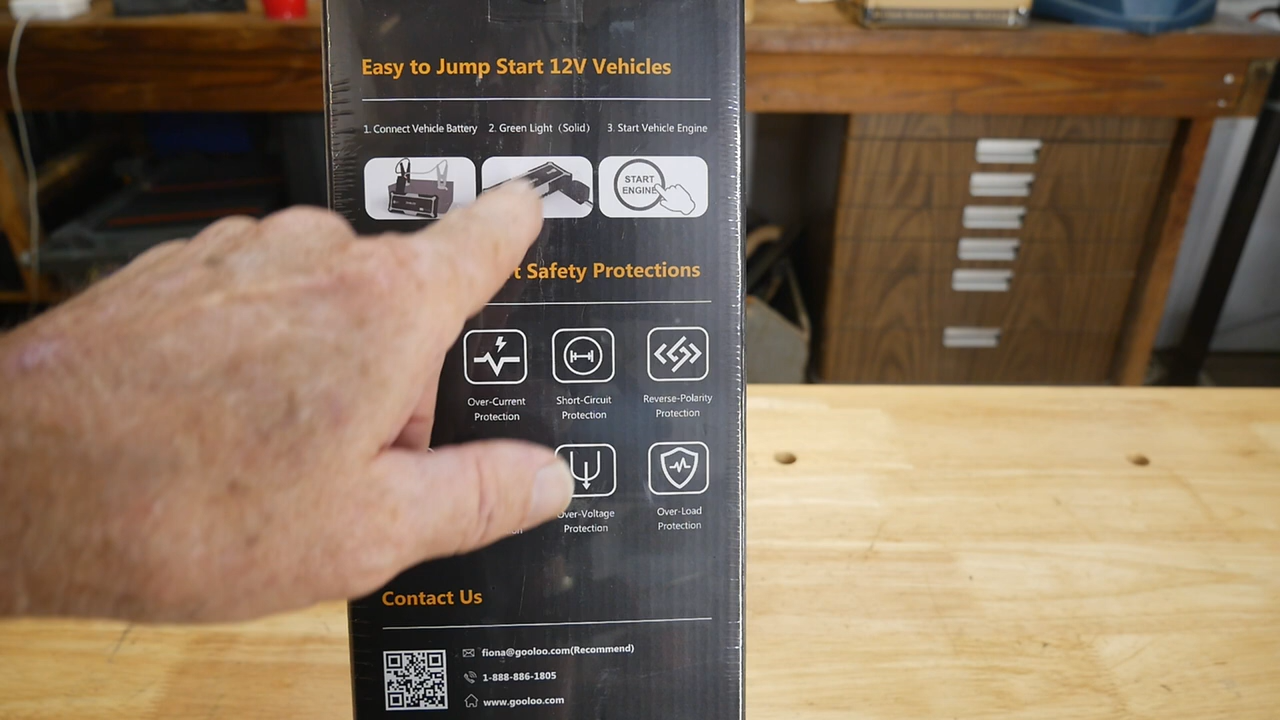 Easy to Jump Start 12V Vehicles
1. Connect Vehicle Battery 2. Green Light (Solid) 3. Start Vehicle Engine
START
ENGINE
Safety Protections
Over-Current Protection
Short-Circuit Protection
Reverse-Polarity Protection
Over-Voltage Protection
Over-Load Protection
Contact Us
fiona@gooloo.com(Recommend)
1-888-886-1805
www.gooloo.com